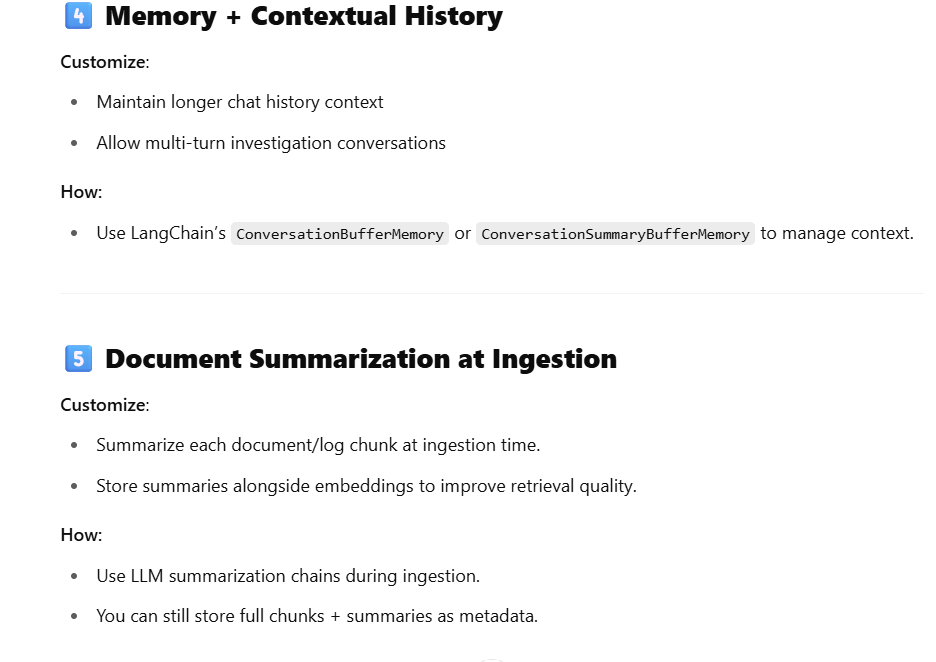 4 Memory + Contextual History
Customize:
• Maintain longer chat history context
• Allow multi-turn investigation conversations
How:
• Use LangChain’s ConversationBufferMemory or ConversationSummaryBufferMemory to manage context.
5 Document Summarization at Ingestion
Customize:
• Summarize each document/log chunk at ingestion time.
• Store summaries alongside embeddings to improve retrieval quality.
How:
• Use LLM summarization chains during ingestion.
• You can still store full chunks + summaries as metadata.